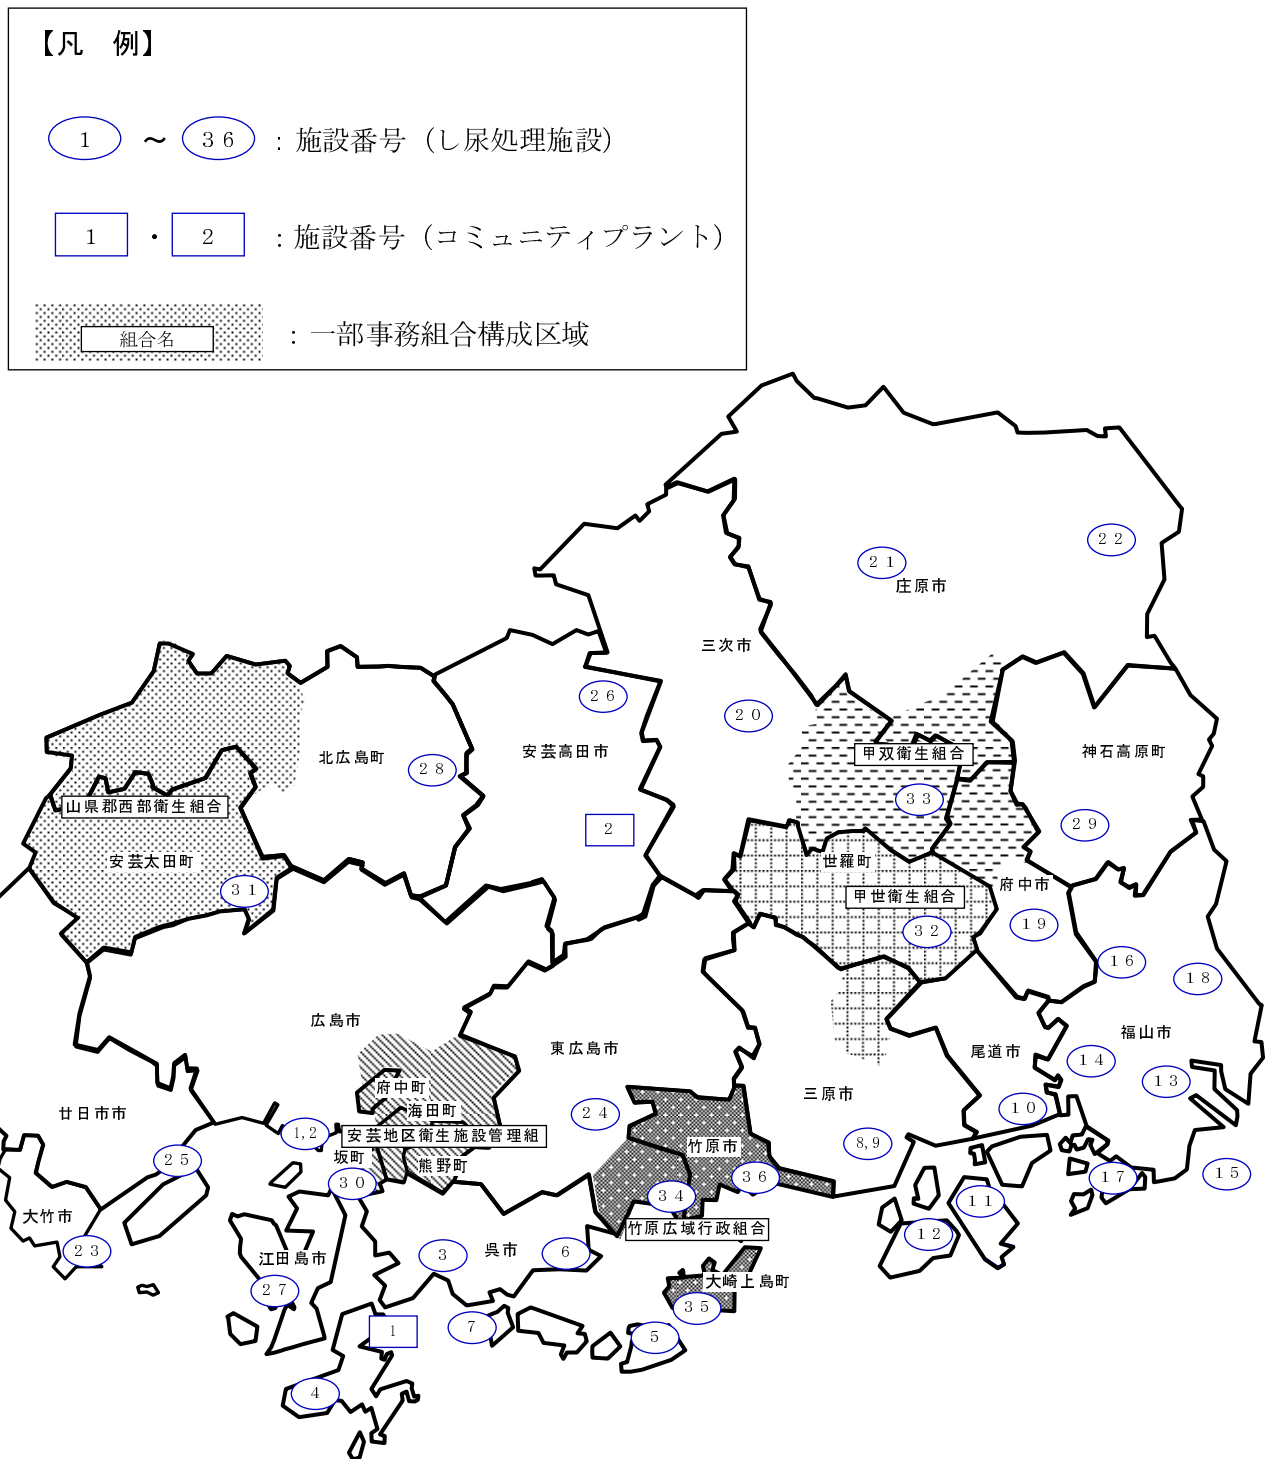 【凡　例】
1 ～ 36 : 施設番号（し尿処理施設）
1 ・ 2 : 施設番号（コミュニティプラント）
組合名 : 一部事務組合構成区域
22
21
庄原市
三次市
26
20
安芸高田市
北広島町
28
甲双衛生組合
神石高原町
33
山県郡西部衛生組合
2
29
安芸太田町
世羅町
31
府中市
甲世衛生組合
19
32
16
18
広島市
福山市
東広島市
尾道市
14
府中町
13
三原市
海田町
廿日市市
24
10
1,2
安芸地区衛生施設管理組
8,9
竹原市
坂町
25
熊野町
30
36
17
15
34
11
大竹市
竹原広域行政組合
12
23
江田島市
3
呉市
6
大崎上島町
27
35
7
1
5
4